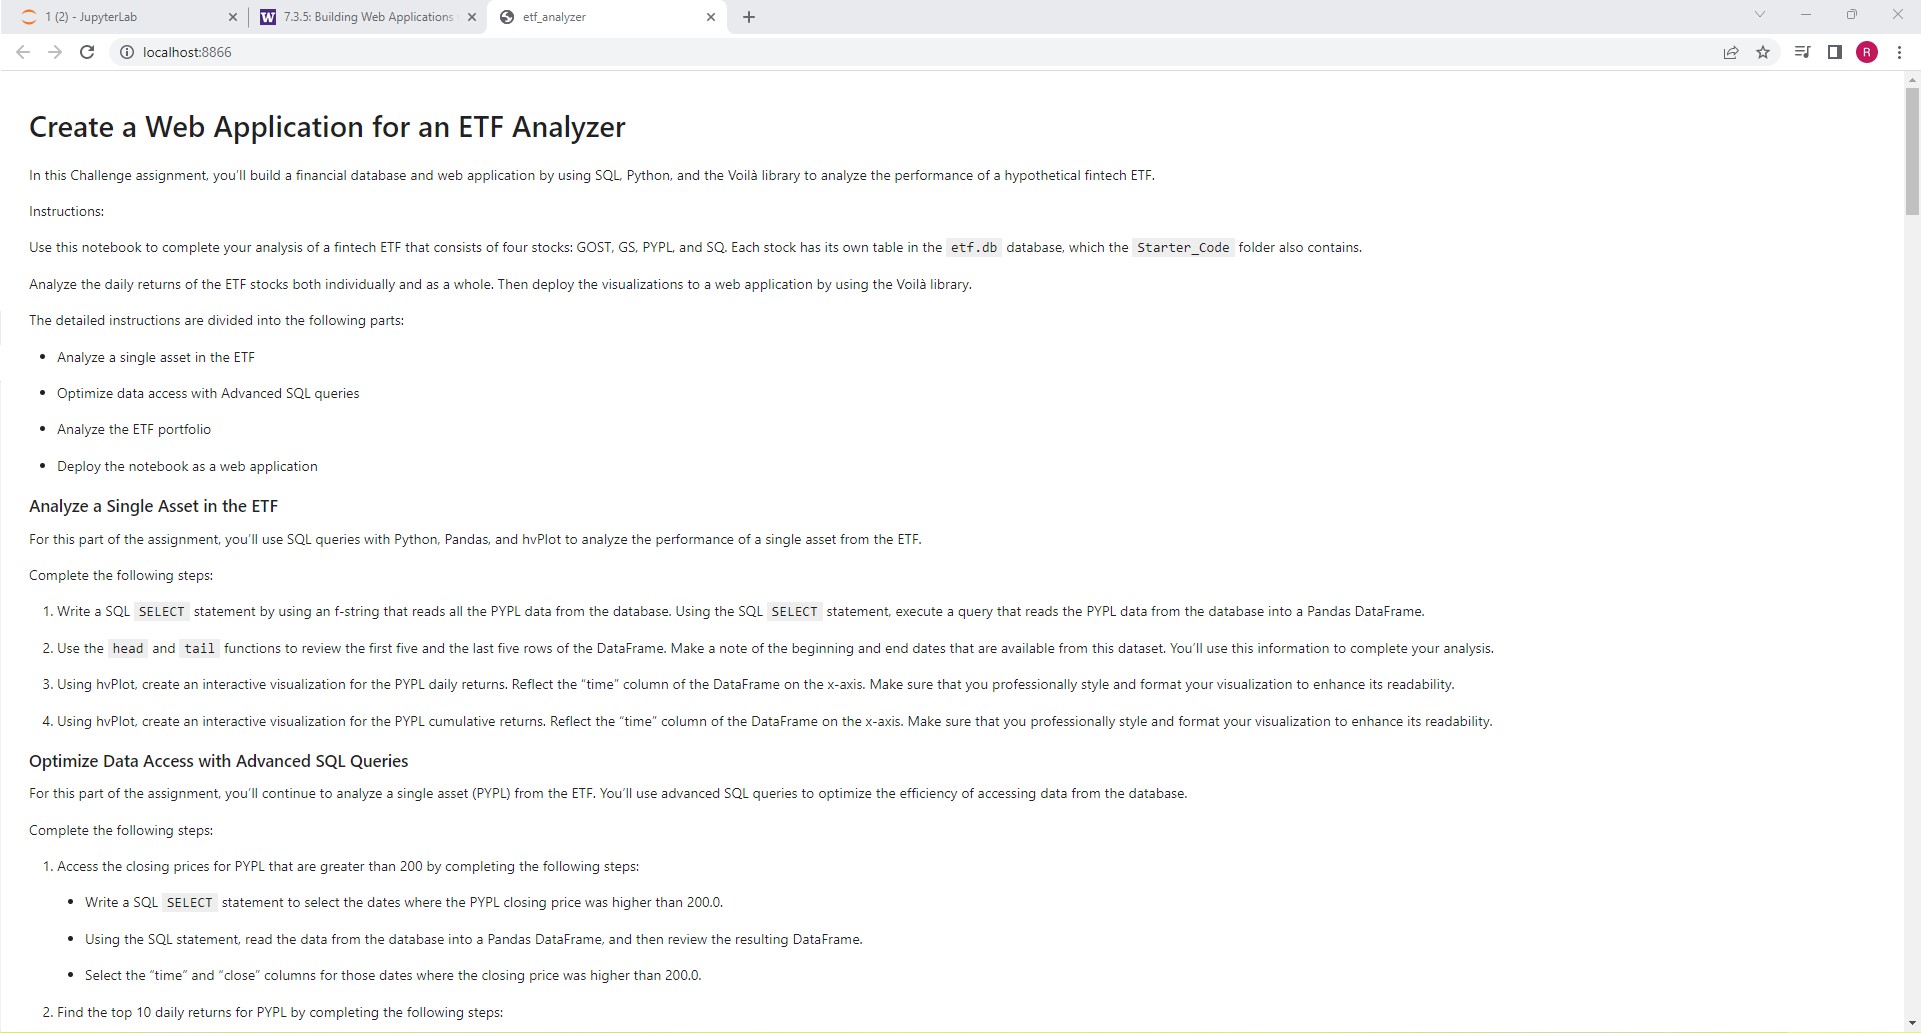 1 (2) - JupyterLab
7.3.5: Building Web Applications
etf_analyzer
localhost:8866
R
Create a Web Application for an ETF Analyzer
In this Challenge assignment, you’ll build a financial database and web application by using SQL, Python, and the Voilà library to analyze the performance of a hypothetical fintech ETF.
Instructions:
Use this notebook to complete your analysis of a fintech ETF that consists of four stocks: GOST, GS, PYPL, and SQ. Each stock has its own table in the etf.db database, which the Starter_Code folder also contains.
Analyze the daily returns of the ETF stocks both individually and as a whole. Then deploy the visualizations to a web application by using the Voilà library.
The detailed instructions are divided into the following parts:
• Analyze a single asset in the ETF
• Optimize data access with Advanced SQL queries
• Analyze the ETF portfolio
• Deploy the notebook as a web application
Analyze a Single Asset in the ETF
For this part of the assignment, you’ll use SQL queries with Python, Pandas, and hvPlot to analyze the performance of a single asset from the ETF.
Complete the following steps:
1. Write a SQL SELECT statement by using an f-string that reads all the PYPL data from the database. Using the SQL SELECT statement, execute a query that reads the PYPL data from the database into a Pandas DataFrame.
2. Use the head and tail functions to review the first five and the last five rows of the DataFrame. Make a note of the beginning and end dates that are available from this dataset. You’ll use this information to complete your analysis.
3. Using hvPlot, create an interactive visualization for the PYPL daily returns. Reflect the “time” column of the DataFrame on the x-axis. Make sure that you professionally style and format your visualization to enhance its readability.
4. Using hvPlot, create an interactive visualization for the PYPL cumulative returns. Reflect the “time” column of the DataFrame on the x-axis. Make sure that you professionally style and format your visualization to enhance its readability.
Optimize Data Access with Advanced SQL Queries
For this part of the assignment, you’ll continue to analyze a single asset (PYPL) from the ETF. You’ll use advanced SQL queries to optimize the efficiency of accessing data from the database.
Complete the following steps:
1. Access the closing prices for PYPL that are greater than 200 by completing the following steps:
• Write a SQL SELECT statement to select the dates where the PYPL closing price was higher than 200.0.
• Using the SQL statement, read the data from the database into a Pandas DataFrame, and then review the resulting DataFrame.
• Select the “time” and “close” columns for those dates where the closing price was higher than 200.0.
2. Find the top 10 daily returns for PYPL by completing the following steps: